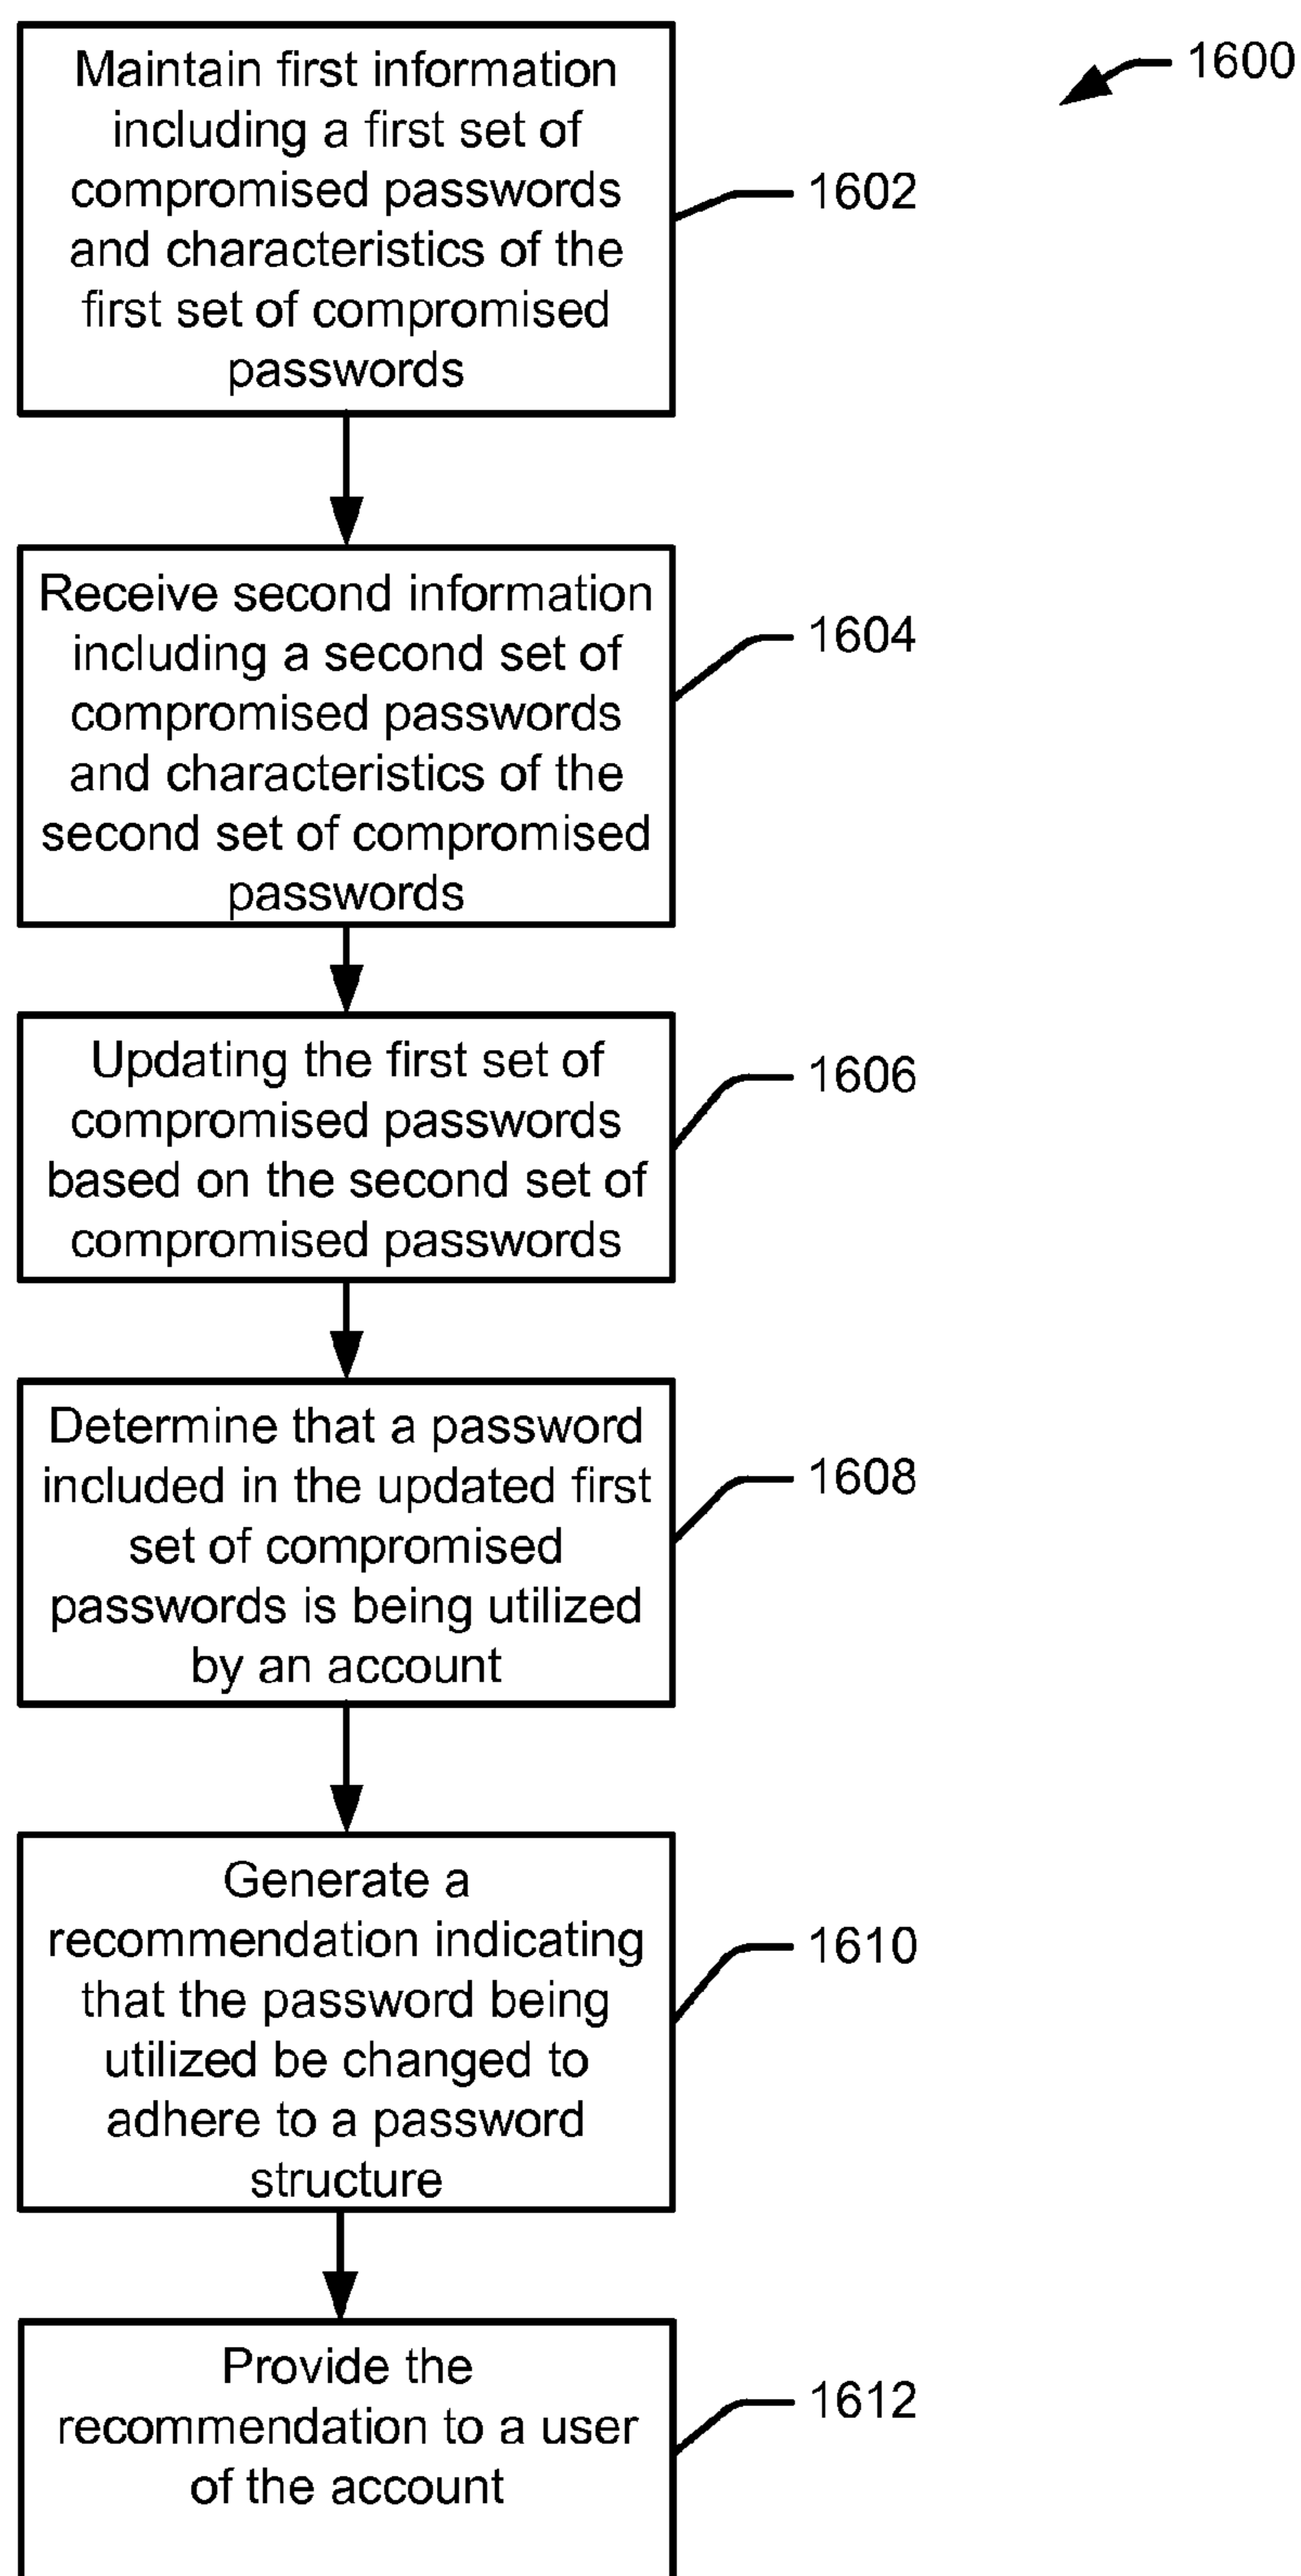 1600
Maintain first information
including a first set of
compromised passwords
and characteristics of the
first set of compromised
passwords
1602
Receive second information
including a second set of
compromised passwords
and characteristics of the
second set of compromised
passwords
1604
Updating the first set of
compromised passwords
based on the second set of
compromised passwords
1606
Determine that a password
included in the updated first
set of compromised
passwords is being utilized
by an account
1608
Generate a
recommendation indicating
that the password being
utilized be changed to
adhere to a password
structure
1610
Provide the
recommendation to a user
of the account
1612